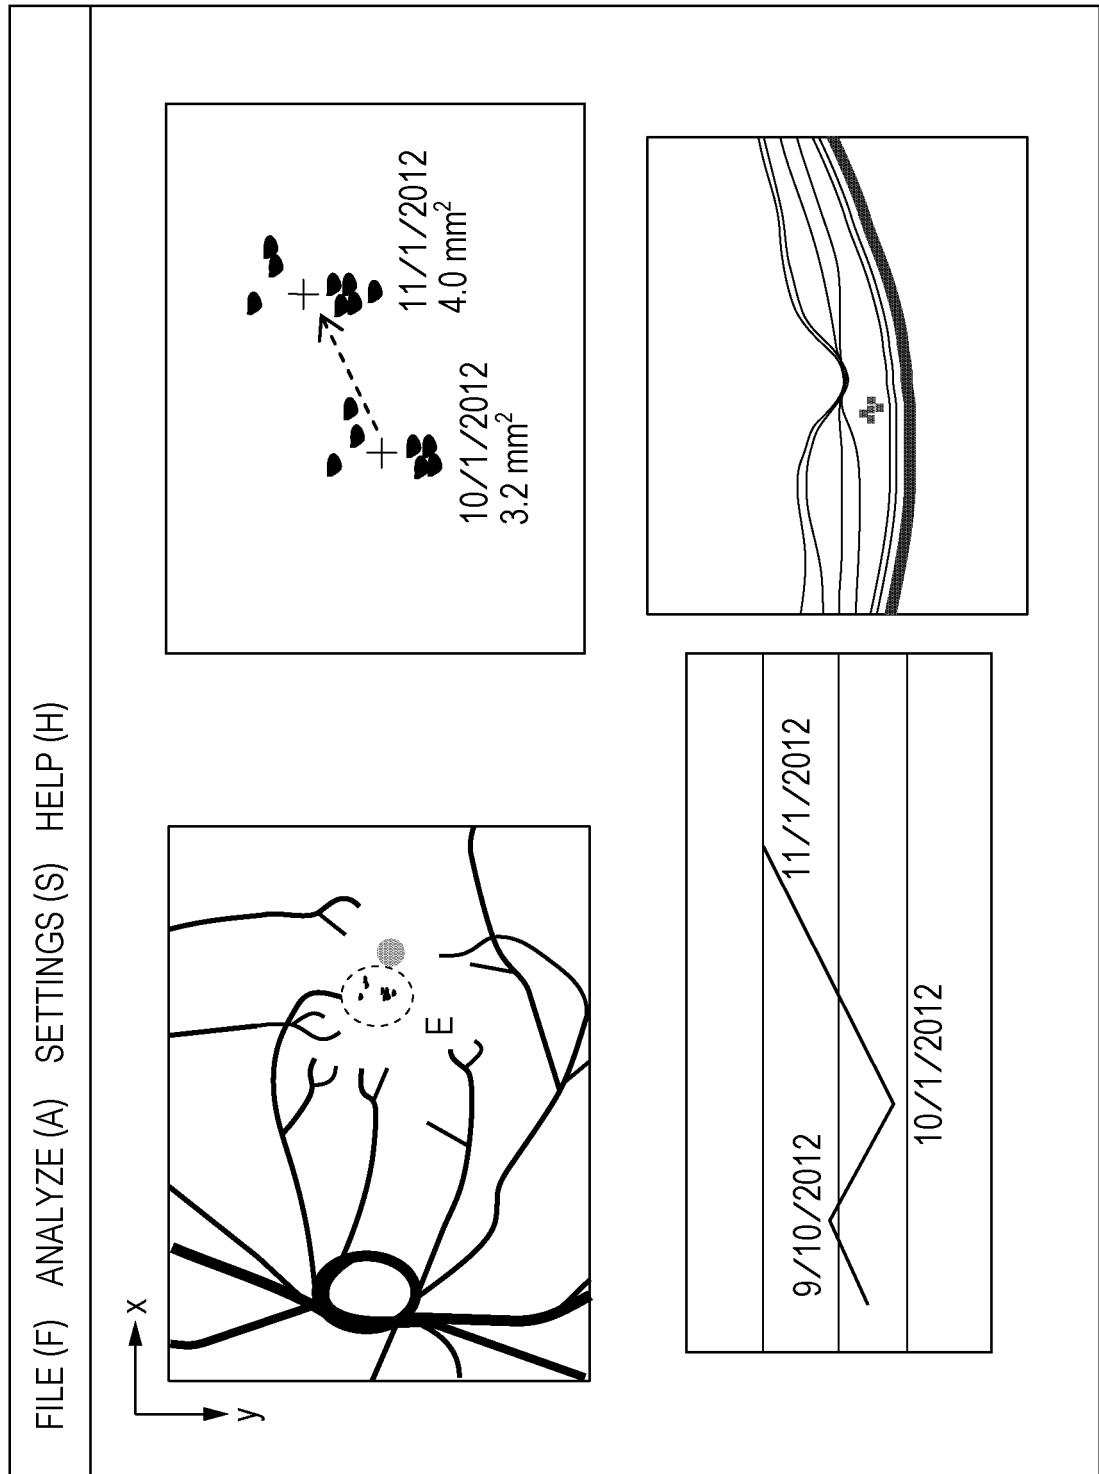 FILE (F) ANALYZE (A) SETTINGS (S) HELP (H)
x
y
E
10/1/2012
3.2 mm²
11/1/2012
4.0 mm²
9/10/2012
10/1/2012
11/1/2012